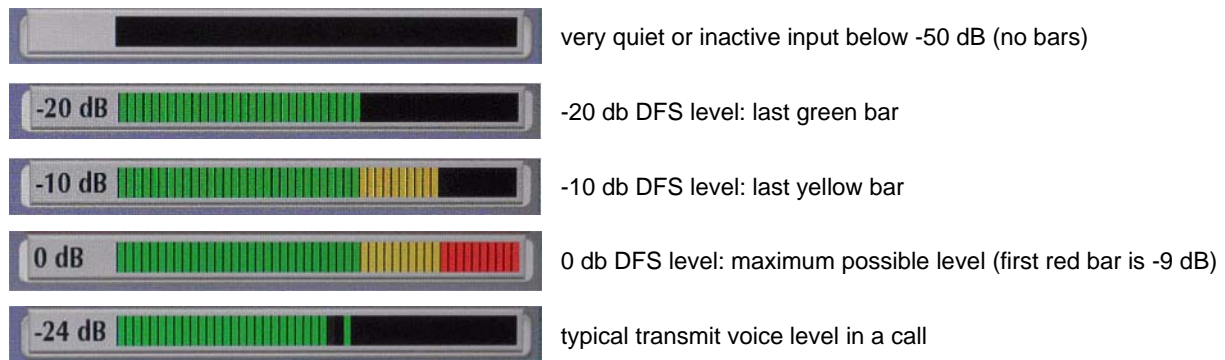 very quiet or inactive input below -50 dB (no bars)
-20 dB -20 db DFS level: last green bar
-10 dB -10 db DFS level: last yellow bar
0 dB 0 db DFS level: maximum possible level (first red bar is -9 dB)
-24 dB typical transmit voice level in a call